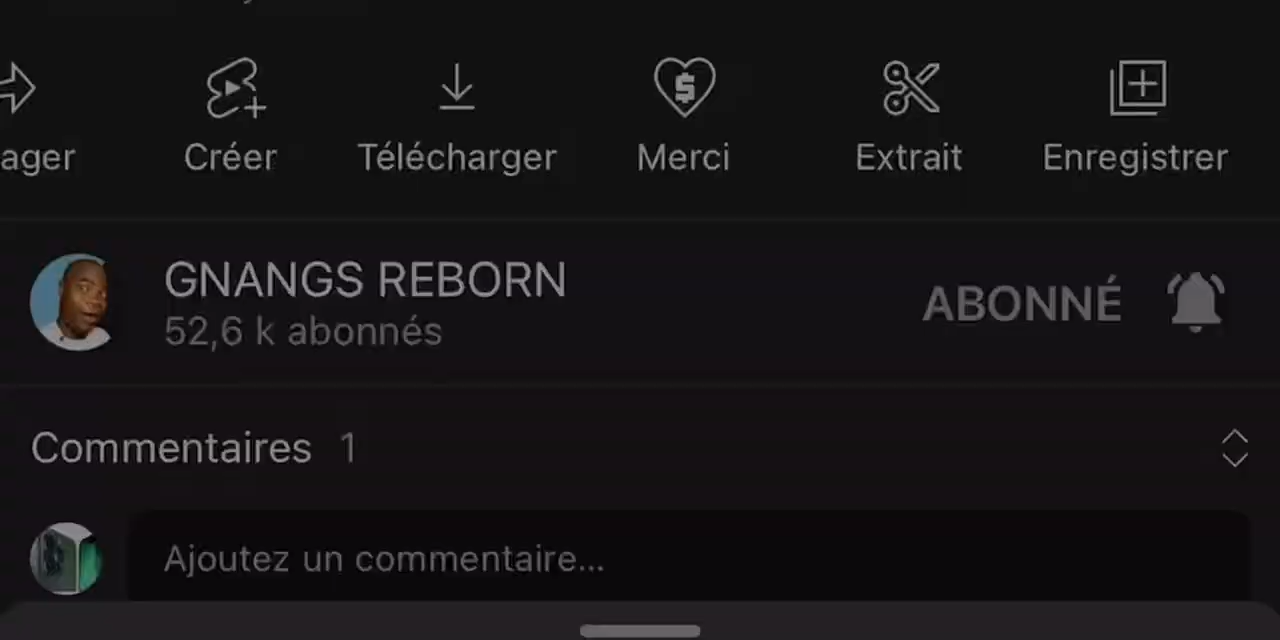 ager Créer Télécharger Merci Extrait Enregistrer
GNANGS REBORN
52,6 k abonnés
ABONNÉ
Commentaires 1
Ajoutez un commentaire...